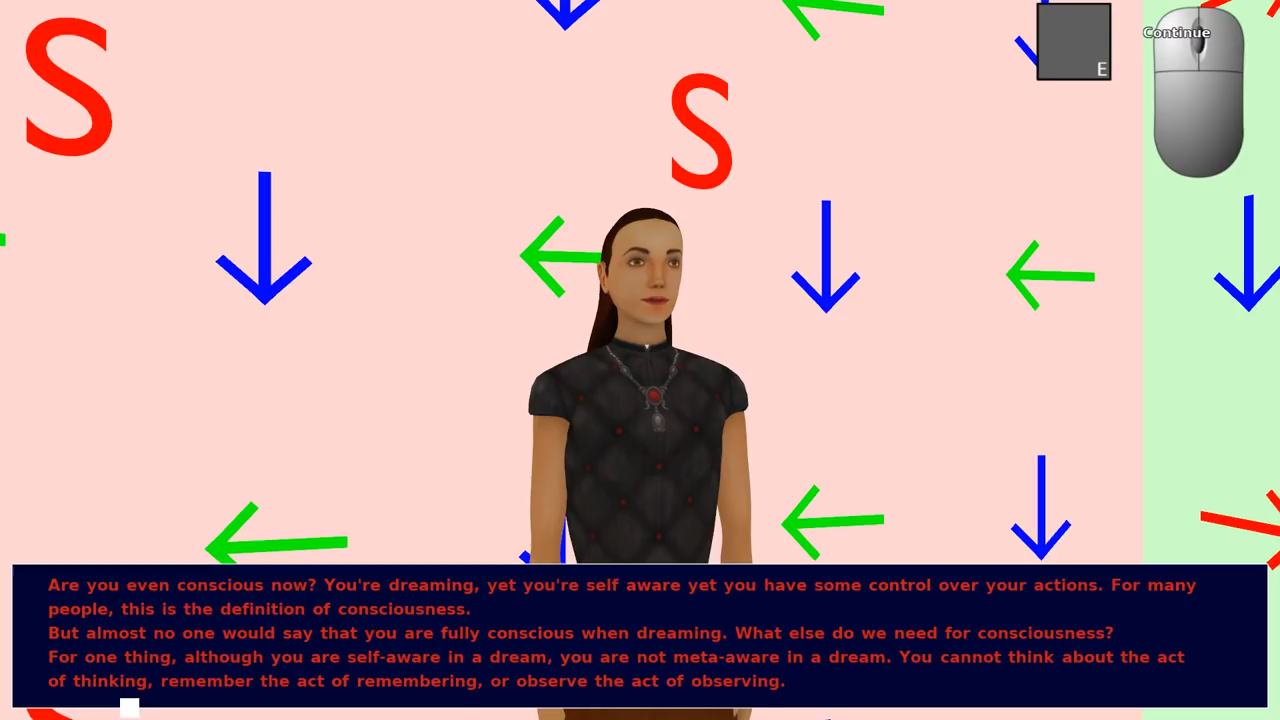 S
S
E
Continue
Are you even conscious now? You're dreaming, yet you're self aware yet you have some control over your actions. For many
people, this is the definition of consciousness.
But almost no one would say that you are fully conscious when dreaming. What else do we need for consciousness?
For one thing, although you are self-aware in a dream, you are not meta-aware in a dream. You cannot think about the act
of thinking, remember the act of remembering, or observe the act of observing.